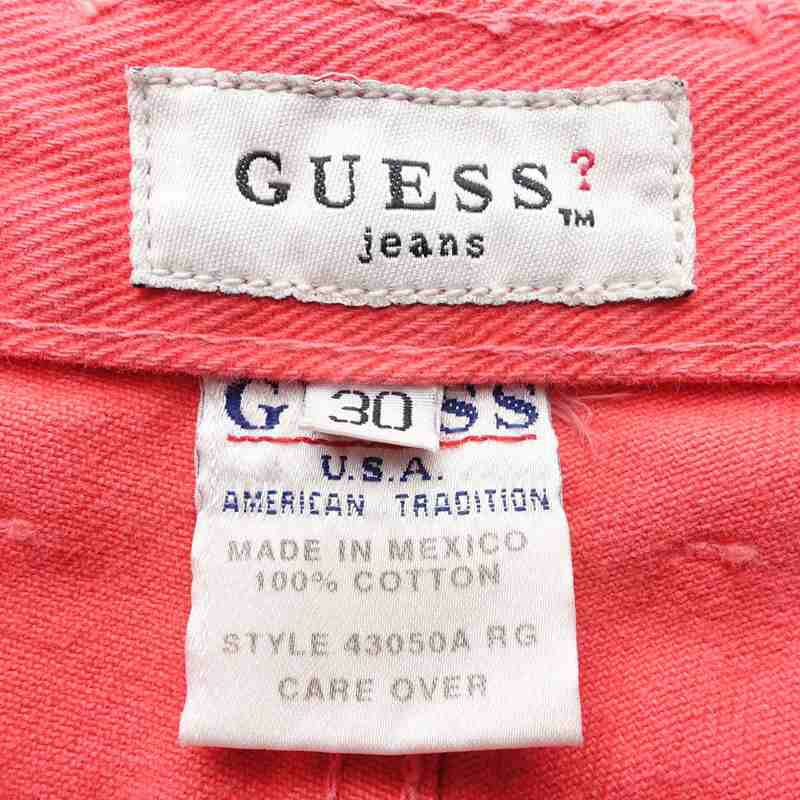 GUESS?™
jeans
G 30 SS
U.S.A.
AMERICAN TRADITION
MADE IN MEXICO
100% COTTON
STYLE 43050A RG
CARE OVER